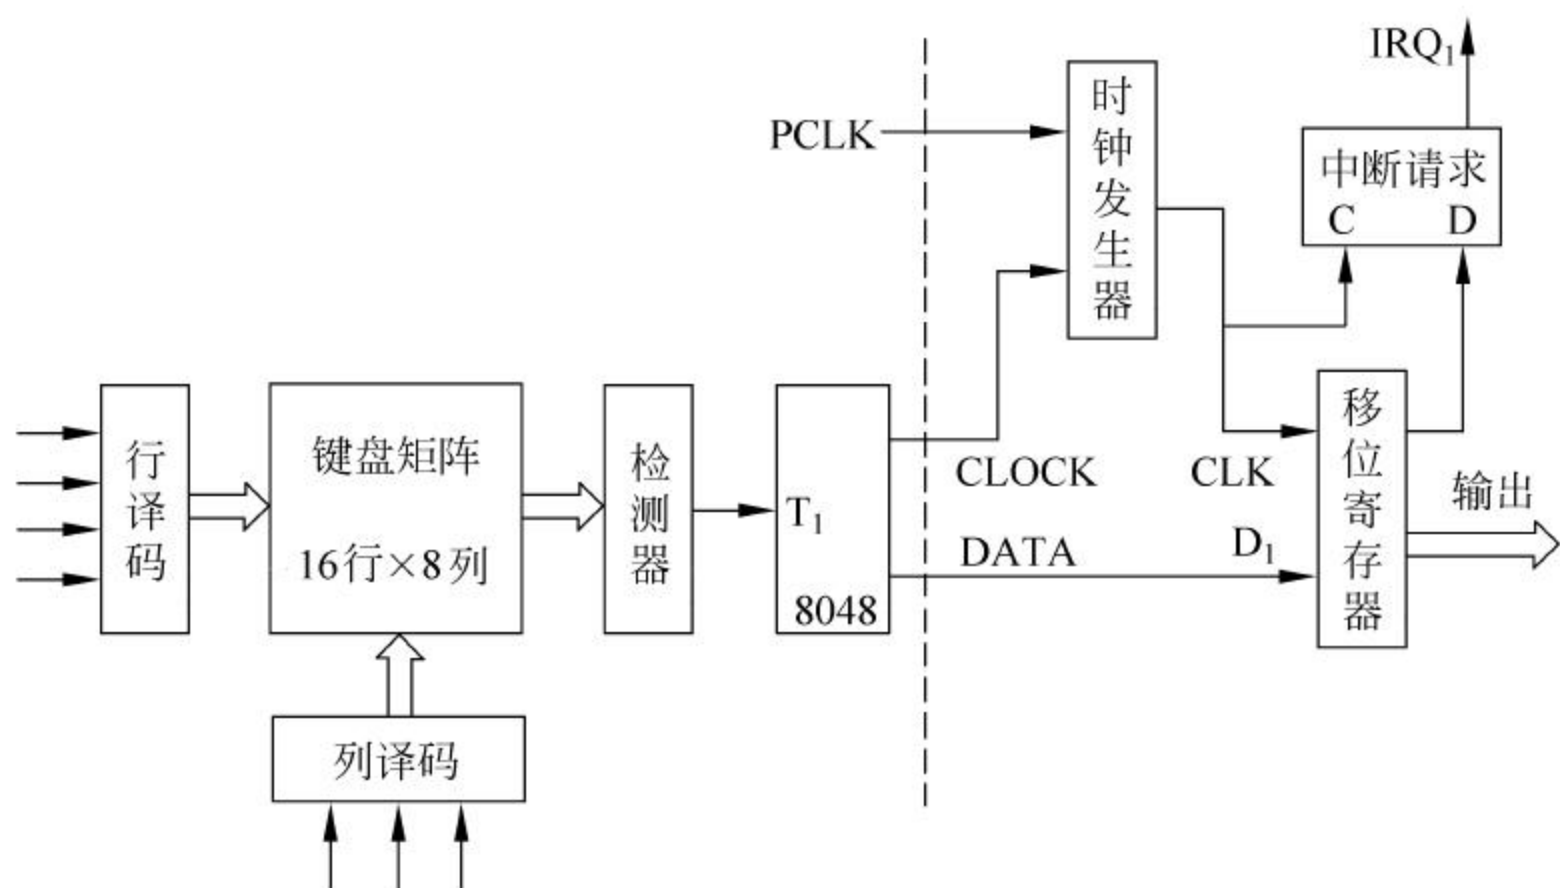 IRQ₁
PCLK
时钟发生器
中断请求
C D
行译码
键盘矩阵
16行×8列
检测器
T₁
8048
CLOCK
DATA
CLK
D₁
移位寄存器
输出
列译码